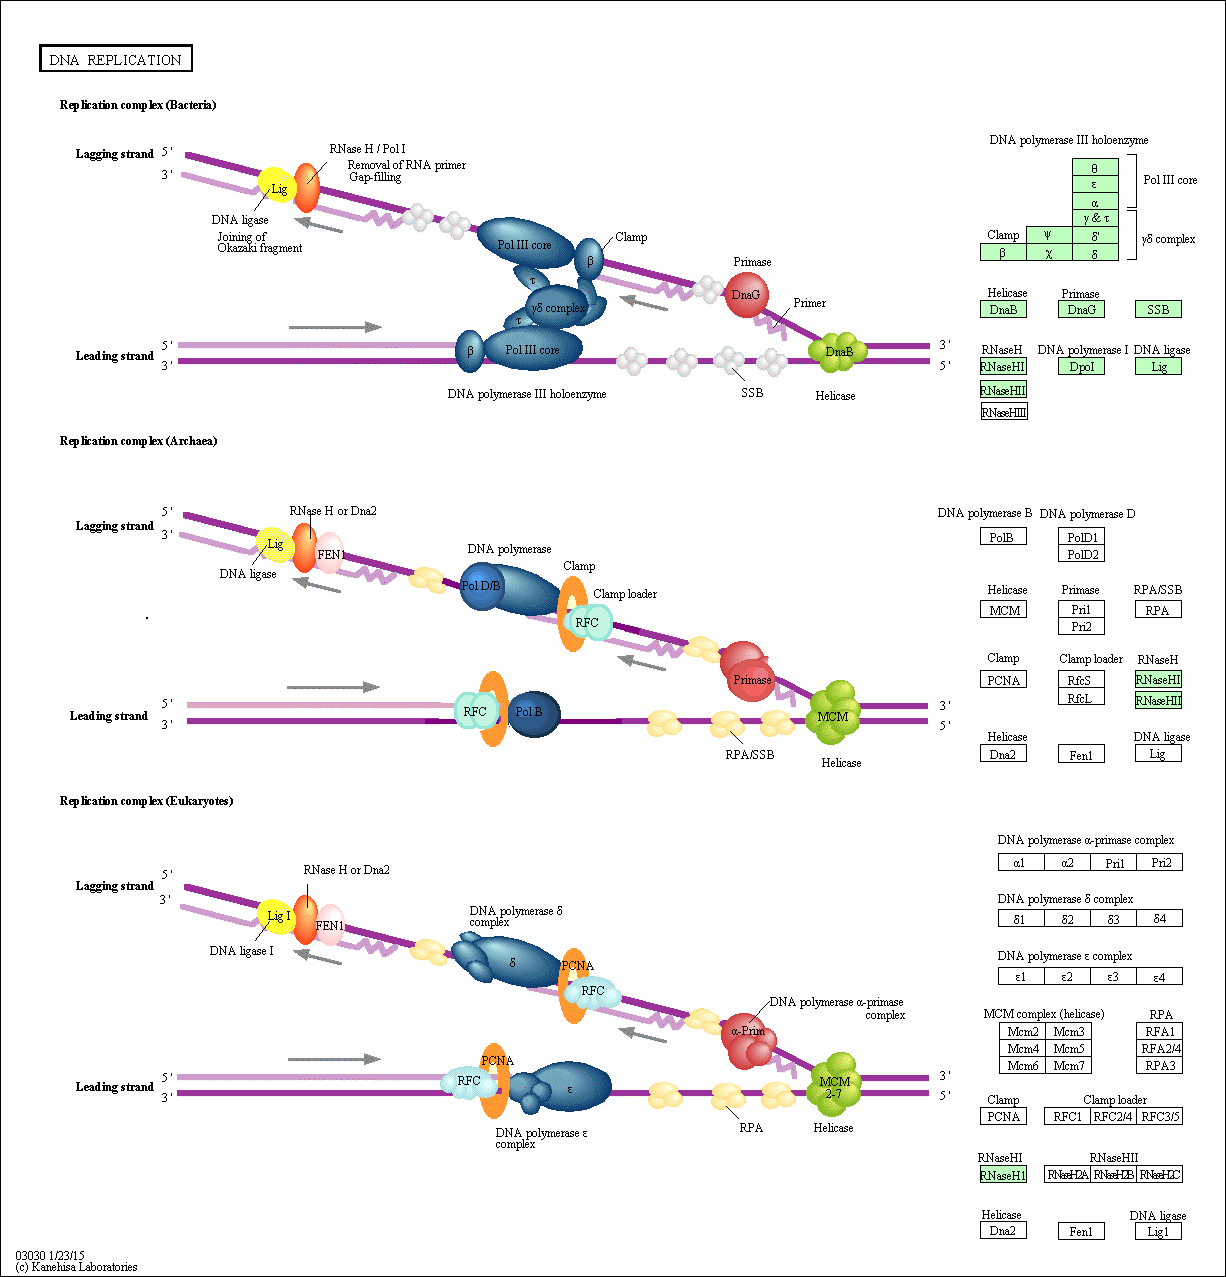 DNA REPLICATION
Replication complex (Bacteria)
Lagging strand
5'
3'
RNase H / Pol I
Removal of RNA primer
Gap-filling
Lig
DNA ligase
Joining of
Okazaki fragment
Pol III core
Clamp
β
τ
γδ complex
τ
Primase
DnaG
Primer
Leading strand
5'
3'
β
Pol III core
DnaB
3'
5'
DNA polymerase III holoenzyme
SSB
Helicase
DNA polymerase III holoenzyme
θ
ε
α
Pol III core
γ & τ
Clamp
ψ
δ'
γδ complex
β
χ
δ
Helicase
Primase
DnaB
DnaG
SSB
RNaseH
DNA polymerase I
DNA ligase
RNaseHI
DpoI
Lig
RNaseHII
RNaseHIII
Replication complex (Archaea)
Lagging strand
5'
3'
RNase H or Dna2
Lig
FEN1
DNA ligase
DNA polymerase
Pol D/B
Clamp
Clamp loader
RFC
Primase
Leading strand
5'
3'
RFC
Pol B
MCM
3'
5'
RPA/SSB
Helicase
DNA polymerase B
DNA polymerase D
PolB
PolD1
PolD2
Helicase
Primase
RPA/SSB
MCM
Pri1
RPA
Pri2
Clamp
Clamp loader
RNaseH
PCNA
RfcS
RNaseHI
RfcL
RNaseHII
Helicase
DNA ligase
Dna2
Fen1
Lig
Replication complex (Eukaryotes)
Lagging strand
5'
3'
RNase H or Dna2
Lig I
FEN1
DNA ligase I
DNA polymerase δ
complex
δ
PCNA
RFC
DNA polymerase α-primase
complex
α-Prim
Leading strand
5'
3'
RFC
PCNA
ε
MCM
2-7
3'
5'
DNA polymerase ε
complex
RPA
Helicase
DNA polymerase α-primase complex
α1
α2
Pri1
Pri2
DNA polymerase δ complex
δ1
δ2
δ3
δ4
DNA polymerase ε complex
ε1
ε2
ε3
ε4
MCM complex (helicase)
RPA
Mcm2
Mcm3
RFA1
Mcm4
Mcm5
RFA2/4
Mcm6
Mcm7
RPA3
Clamp
Clamp loader
PCNA
RFC1
RFC2/4
RFC3/5
RNaseHI
RNaseHII
RNaseH1
RNaseH2A
RNaseH2B
RNaseH2C
Helicase
DNA ligase
Dna2
Fen1
Lig1
03030 1/23/15
(c) Kanehisa Laboratories